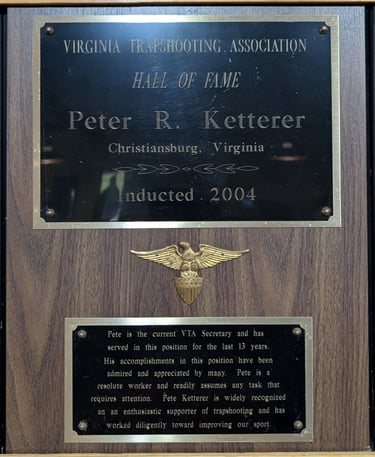 VIRGINIA TRAPSHOOTING ASSOCIATION
HALL OF FAME
Peter R. Ketterer
Christiansburg, Virginia
Inducted 2004
Pete is the current VTA Secretary and has
served in this position for the last 13 years.
His accomplishments in this position have been
admired and appreciated by many. Pete is a
resolute worker and readily assumes any task that
requires attention. Pete Ketterer is widely recognized
an an enthusiastic supporter of trapshooting and has
worked diligently toward improving our sport.